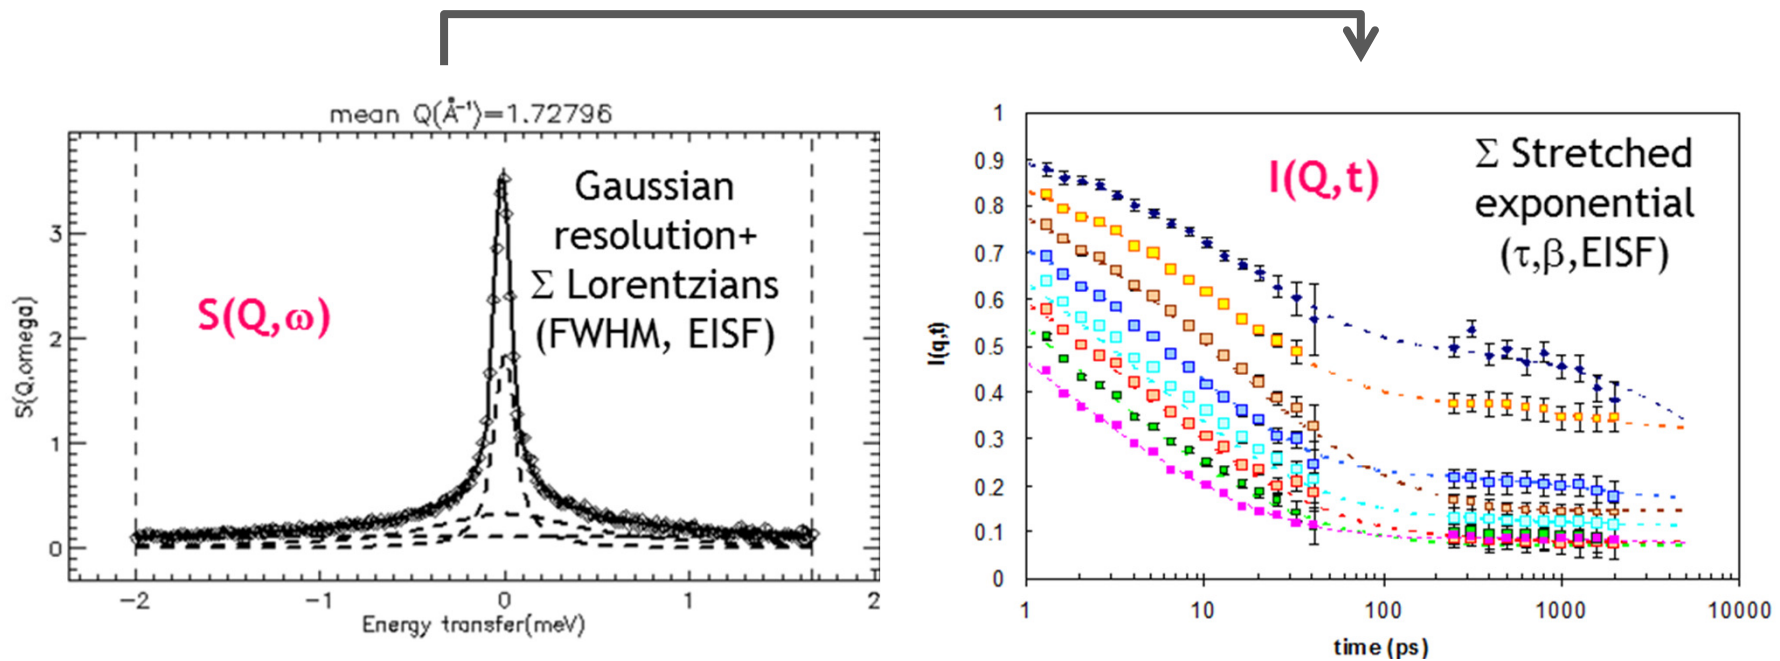 mean Q(Å⁻¹)=1.72796
S(Q,omega)
3
2
1
0
−2
−1
0
1
2
Energy transfer(meV)
S(Q,ω)
Gaussian
resolution+
Σ Lorentzians
(FWHM, EISF)
I(q,t)
1
0.9
0.8
0.7
0.6
0.5
0.4
0.3
0.2
0.1
0
1
10
100
1000
10000
time (ps)
I(Q,t)
Σ Stretched
exponential
(τ,β,EISF)